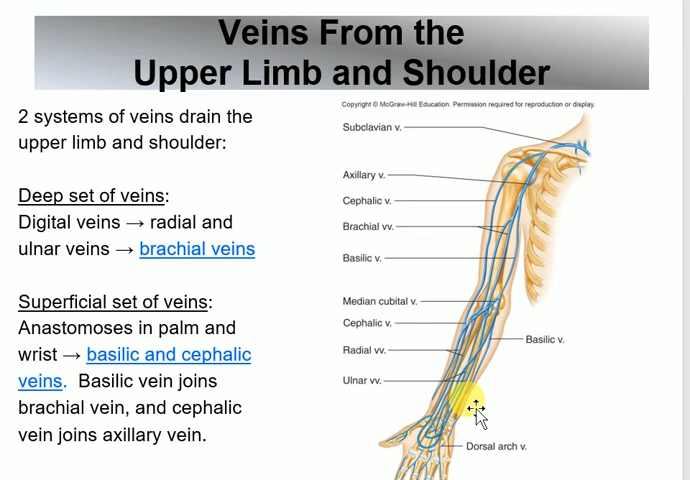 Veins From the
Upper Limb and Shoulder
2 systems of veins drain the
upper limb and shoulder:
Deep set of veins:
Digital veins → radial and
ulnar veins → brachial veins
Superficial set of veins:
Anastomoses in palm and
wrist → basilic and cephalic
veins. Basilic vein joins
brachial vein, and cephalic
vein joins axillary vein.
Copyright © McGraw-Hill Education. Permission required for reproduction or display.
Subclavian v.
Axillary v.
Cephalic v.
Brachial vv.
Basilic v.
Median cubital v.
Cephalic v.
Basilic v.
Radial vv.
Ulnar vv.
Dorsal arch v.